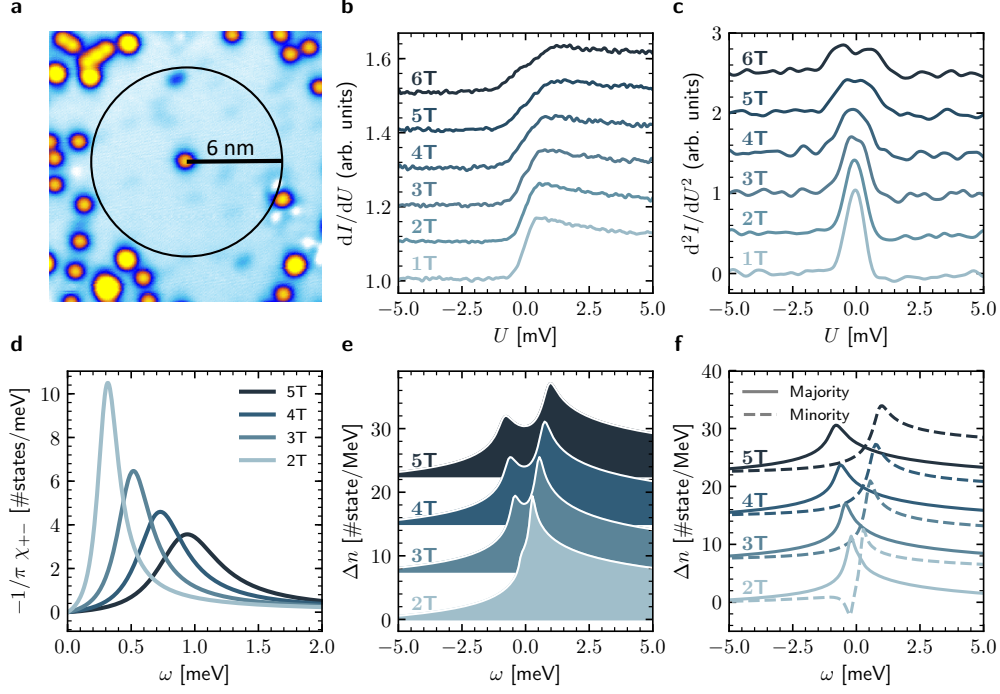 a
6 nm
b
dI/dU (arb. units)
1.6
1.4
1.2
1.0
6T
5T
4T
3T
2T
1T
−5.0 −2.5 0.0 2.5 5.0
U [mV]
c
d²I/dU² (arb. units)
3
2
1
0
6T
5T
4T
3T
2T
1T
−5.0 −2.5 0.0 2.5 5.0
U [mV]
d
−1/π χ+− [#states/meV]
10
8
6
4
2
0
5T
4T
3T
2T
0.0 0.5 1.0 1.5 2.0
ω [meV]
e
Δn [#state/MeV]
30
20
10
0
5T
4T
3T
2T
−5.0 −2.5 0.0 2.5 5.0
ω [meV]
f
Δn [#state/MeV]
40
30
20
10
0
Majority
Minority
5T
4T
3T
2T
−5.0 −2.5 0.0 2.5 5.0
ω [meV]